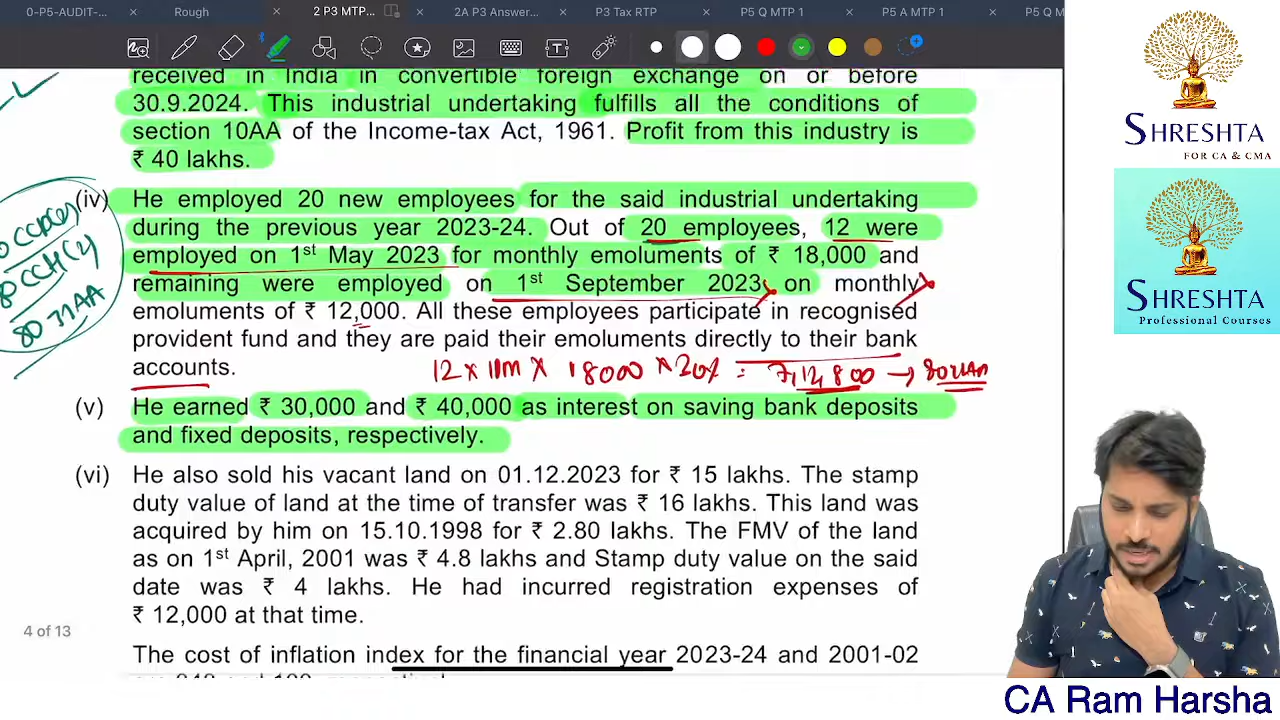 0-P5-AUDIT-... Rough 2 P3 MTP... 2A P3 Answer... P3 Tax RTP P5 Q MTP 1 P5 A MTP 1 P5 Q M
received in India in convertible foreign exchange on or before
30.9.2024. This industrial undertaking fulfills all the conditions of
section 10AA of the Income-tax Act, 1961. Profit from this industry is
₹ 40 lakhs.
(iv) He employed 20 new employees for the said industrial undertaking
during the previous year 2023-24. Out of 20 employees, 12 were
employed on 1st May 2023 for monthly emoluments of ₹ 18,000 and
remaining were employed on 1st September 2023 on monthly
emoluments of ₹ 12,000. All these employees participate in recognised
provident fund and they are paid their emoluments directly to their bank
accounts.
12 x 11m x 18000 x 30% = 7,12,800 → 80JJAA
80CCD(2)
80CCH(2)
80JJAA
(v) He earned ₹ 30,000 and ₹ 40,000 as interest on saving bank deposits
and fixed deposits, respectively.
(vi) He also sold his vacant land on 01.12.2023 for ₹ 15 lakhs. The stamp
duty value of land at the time of transfer was ₹ 16 lakhs. This land was
acquired by him on 15.10.1998 for ₹ 2.80 lakhs. The FMV of the land
as on 1st April, 2001 was ₹ 4.8 lakhs and Stamp duty value on the said
date was ₹ 4 lakhs. He had incurred registration expenses of
₹ 12,000 at that time.
The cost of inflation index for the financial year 2023-24 and 2001-02
4 of 13
SHRESHTA
FOR CA & CMA
SHRESHTA
Professional Courses
CA Ram Harsha